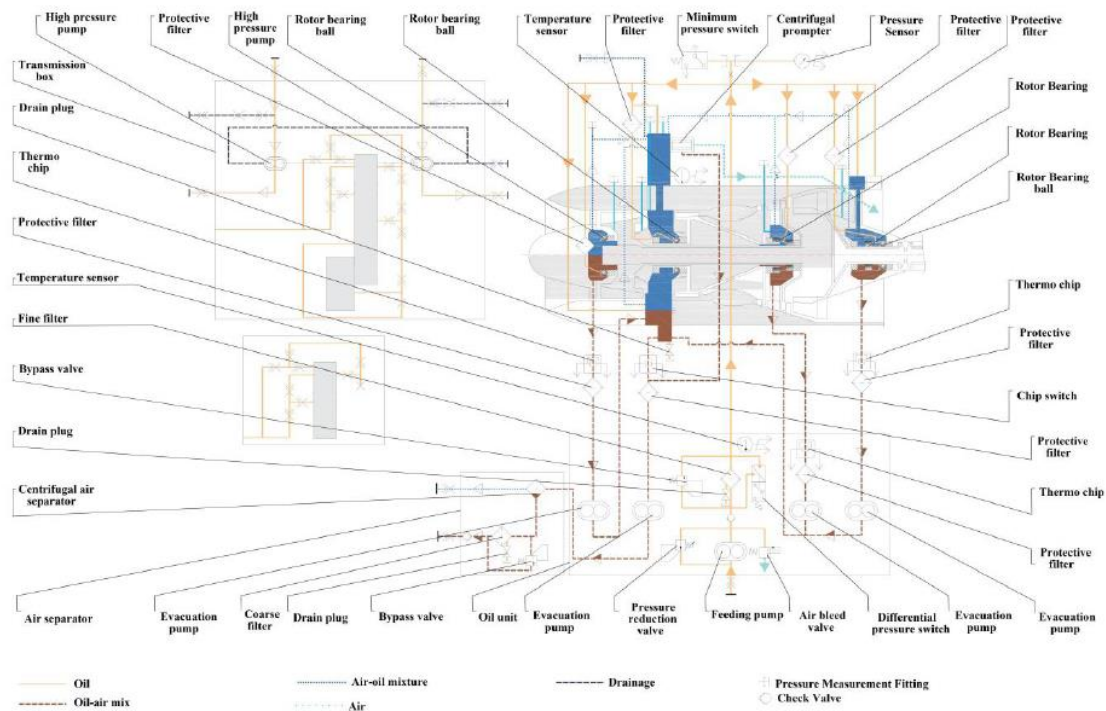 High pressure
pump
Protective
filter
High
pressure
pump
Rotor bearing
ball
Rotor bearing
ball
Temperature
sensor
Protective
filter
Minimum
pressure switch
Centrifugal
prompter
Pressure
Sensor
Protective
filter
Protective
filter
Transmission
box
Drain plug
Thermo
chip
Protective filter
Temperature sensor
Fine filter
Bypass valve
Drain plug
Centrifugal air
separator
Rotor Bearing
Rotor Bearing
Rotor Bearing
ball
Thermo chip
Protective
filter
Chip switch
Protective
filter
Thermo chip
Protective
filter
Air separator
Evacuation
pump
Coarse
filter
Drain plug
Bypass valve
Oil unit
Evacuation
pump
Pressure
reduction
valve
Feeding pump
Air bleed
valve
Differential
pressure switch
Evacuation
pump
Evacuation
pump
Oil
Oil-air mix
Air-oil mixture
Air
Drainage
Pressure Measurement Fitting
Check Valve